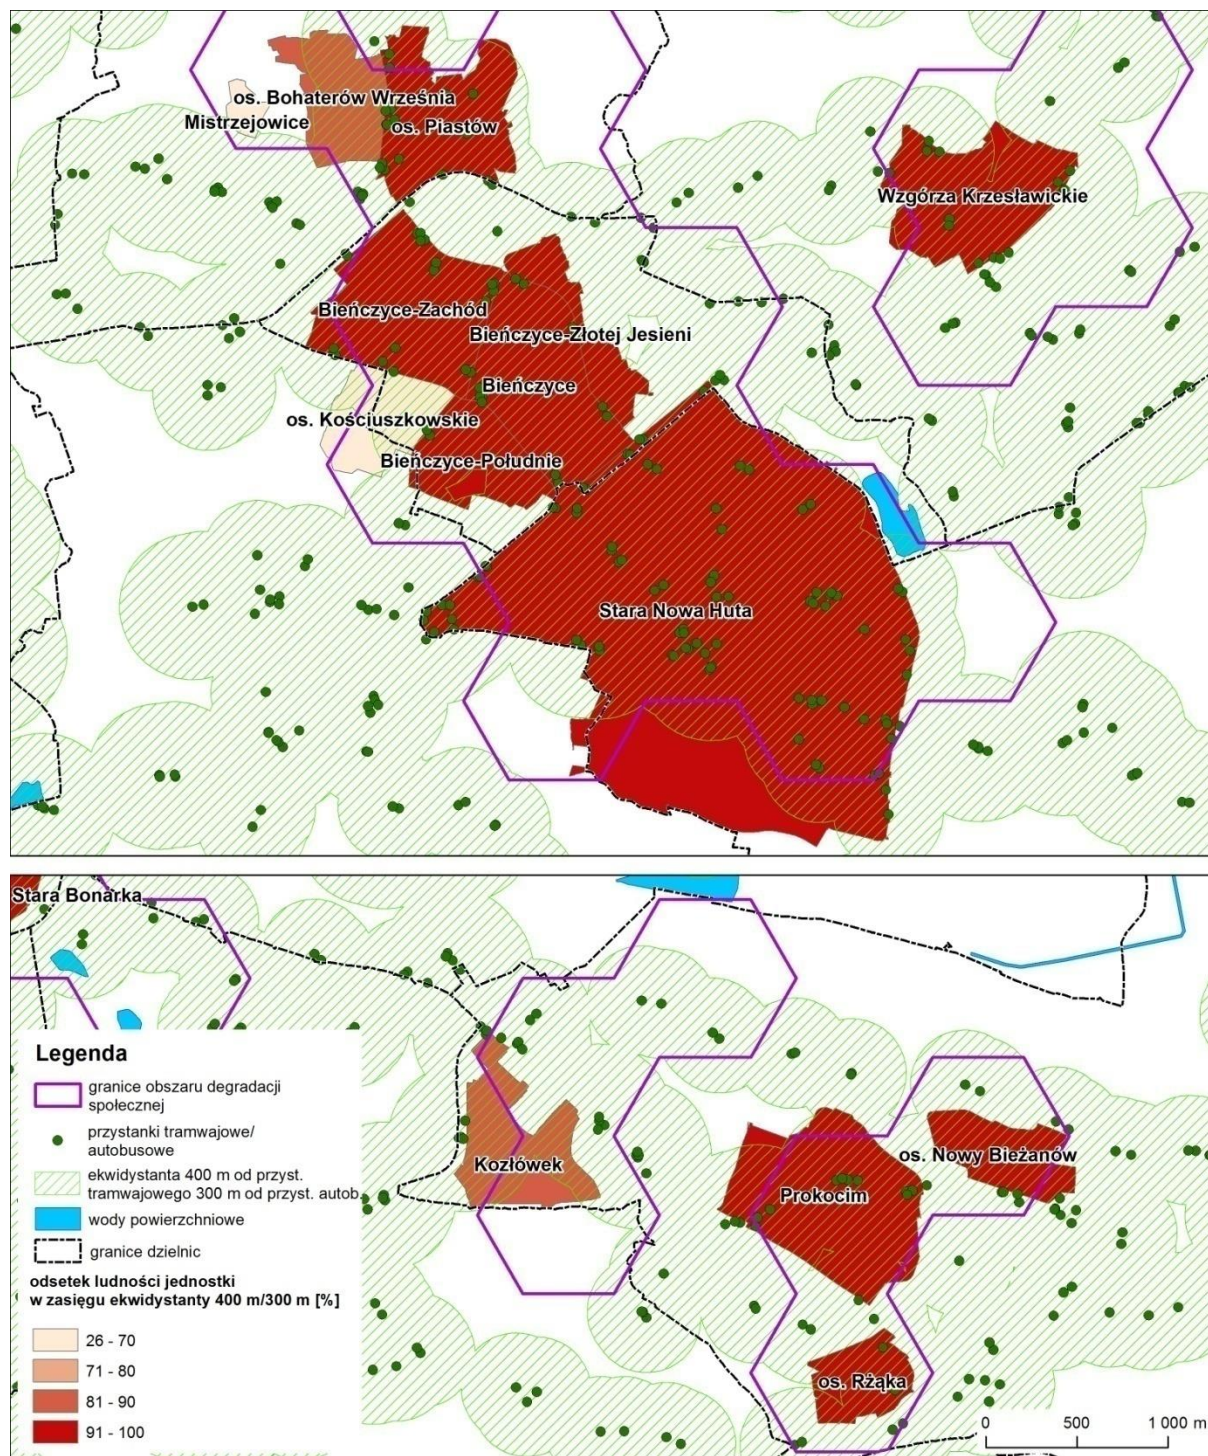 os. Bohaterów Września
Mistrzejowice
os. Piastów
Wzgórza Krzesławickie
Bieńczyce-Zachód
Bieńczyce-Złotej Jesieni
Bieńczyce
os. Kościuszkowskie
Bieńczyce-Południe
Stara Nowa Huta
Stara Bonarka
Kozłówek
os. Nowy Bieżanów
Prokocim
os. Rżąka
Legenda
granice obszaru degradacji
społecznej
przystanki tramwajowe/
autobusowe
ekwidystanta 400 m od przyst.
tramwajowego 300 m od przyst. autob.
wody powierzchniowe
granice dzielnic
odsetek ludności jednostki
w zasięgu ekwidystanty 400 m/300 m [%]
26 - 70
71 - 80
81 - 90
91 - 100
0 500 1 000 m